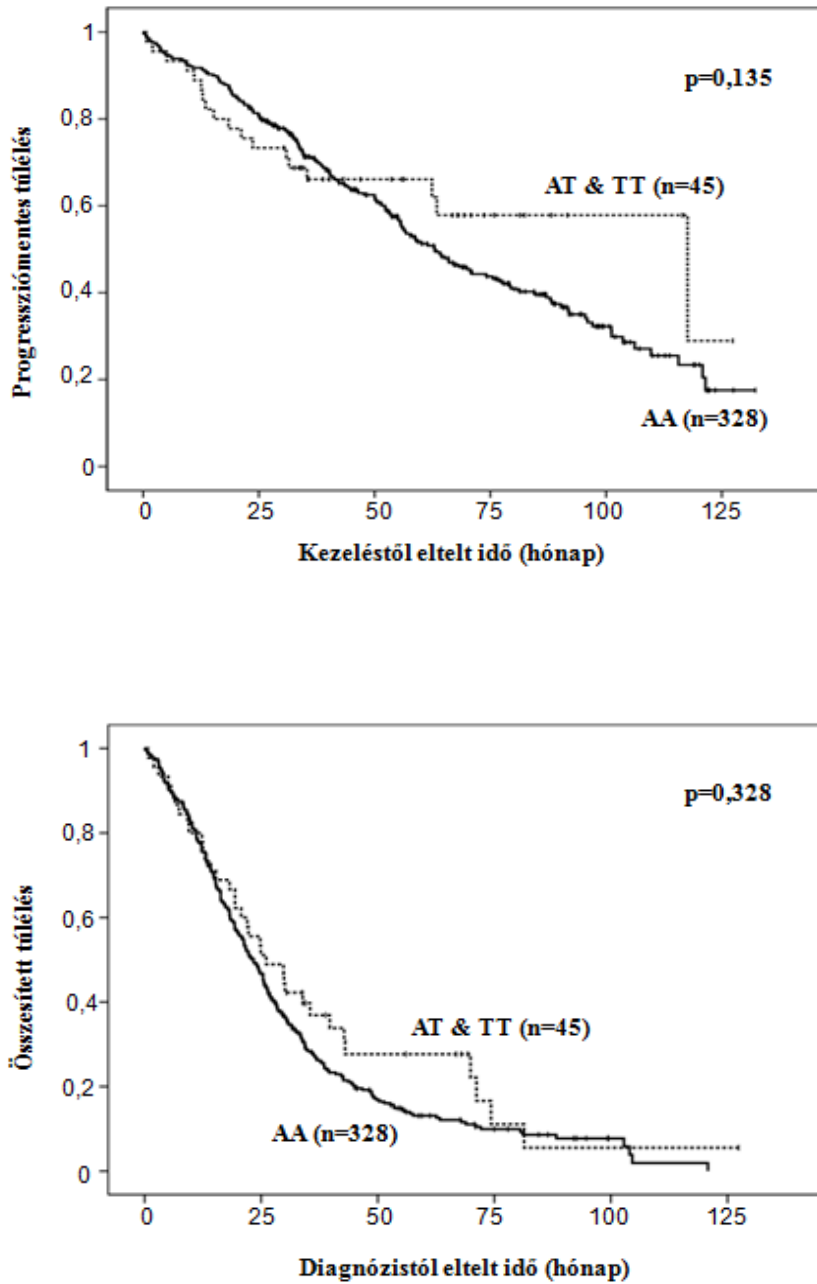 Progressziómentes túlélés
1
0,8
0,6
0,4
0,2
0
p=0,135
AT & TT (n=45)
AA (n=328)
0 25 50 75 100 125
Kezeléstől eltelt idő (hónap)
Összesített túlélés
1
0,8
0,6
0,4
0,2
0
p=0,328
AT & TT (n=45)
AA (n=328)
0 25 50 75 100 125
Diagnózistól eltelt idő (hónap)